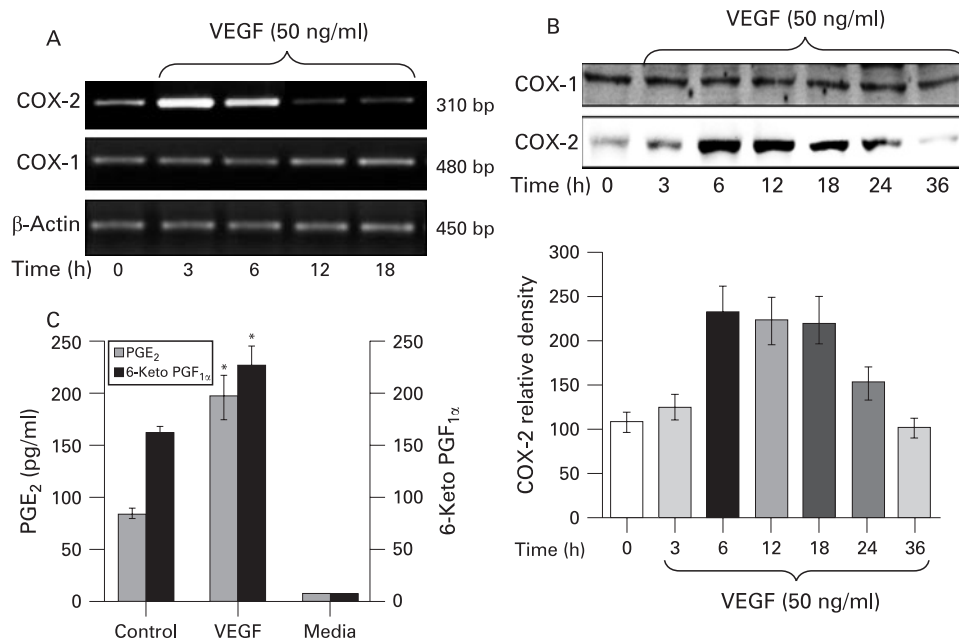 A
VEGF (50 ng/ml)
COX-2
310 bp
COX-1
480 bp
β-Actin
450 bp
Time (h) 0 3 6 12 18
B
VEGF (50 ng/ml)
COX-1
COX-2
Time (h) 0 3 6 12 18 24 36
COX-2 relative density
300
250
200
150
100
50
0
Time (h) 0 3 6 12 18 24 36
VEGF (50 ng/ml)
C
PGE₂ (pg/ml)
250
200
150
100
50
0
PGE₂
6-Keto PGF₁α
*
*
250
200
150
100
50
0
6-Keto PGF₁α
Control VEGF Media